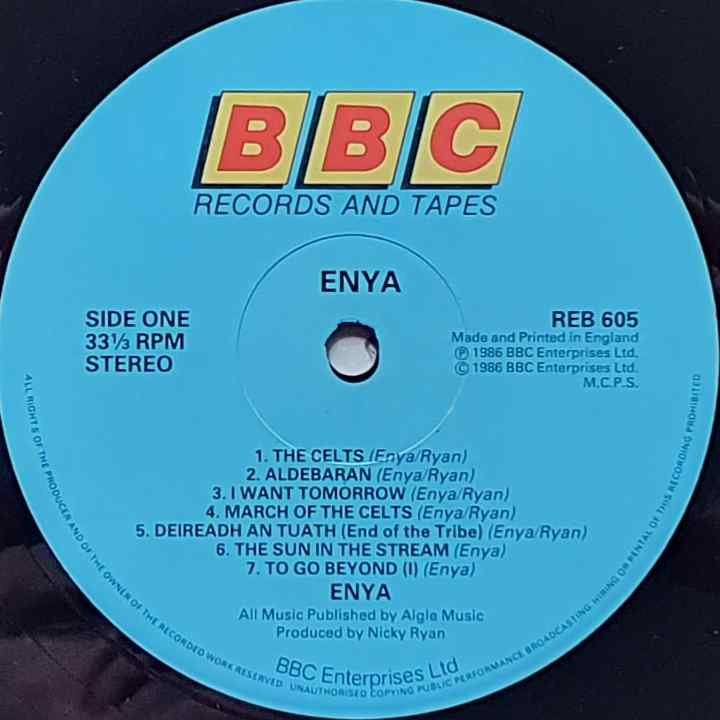 BBC
RECORDS AND TAPES
ENYA
SIDE ONE
33⅓ RPM
STEREO
REB 605
Made and Printed in England
Ⓟ 1986 BBC Enterprises Ltd.
© 1986 BBC Enterprises Ltd.
M.C.P.S.
1. THE CELTS (Enya/Ryan)
2. ALDEBARAN (Enya/Ryan)
3. I WANT TOMORROW (Enya/Ryan)
4. MARCH OF THE CELTS (Enya/Ryan)
5. DEIREADH AN TUATH (End of the Tribe) (Enya/Ryan)
6. THE SUN IN THE STREAM (Enya)
7. TO GO BEYOND (I) (Enya)
ENYA
All Music Published by Aigle Music
Produced by Nicky Ryan
BBC Enterprises Ltd
ALL RIGHTS OF THE PRODUCER AND OF THE OWNER OF THE RECORDED WORK RESERVED. UNAUTHORISED COPYING PUBLIC PERFORMANCE BROADCASTING HIRING OR RENTAL OF THIS RECORDING PROHIBITED